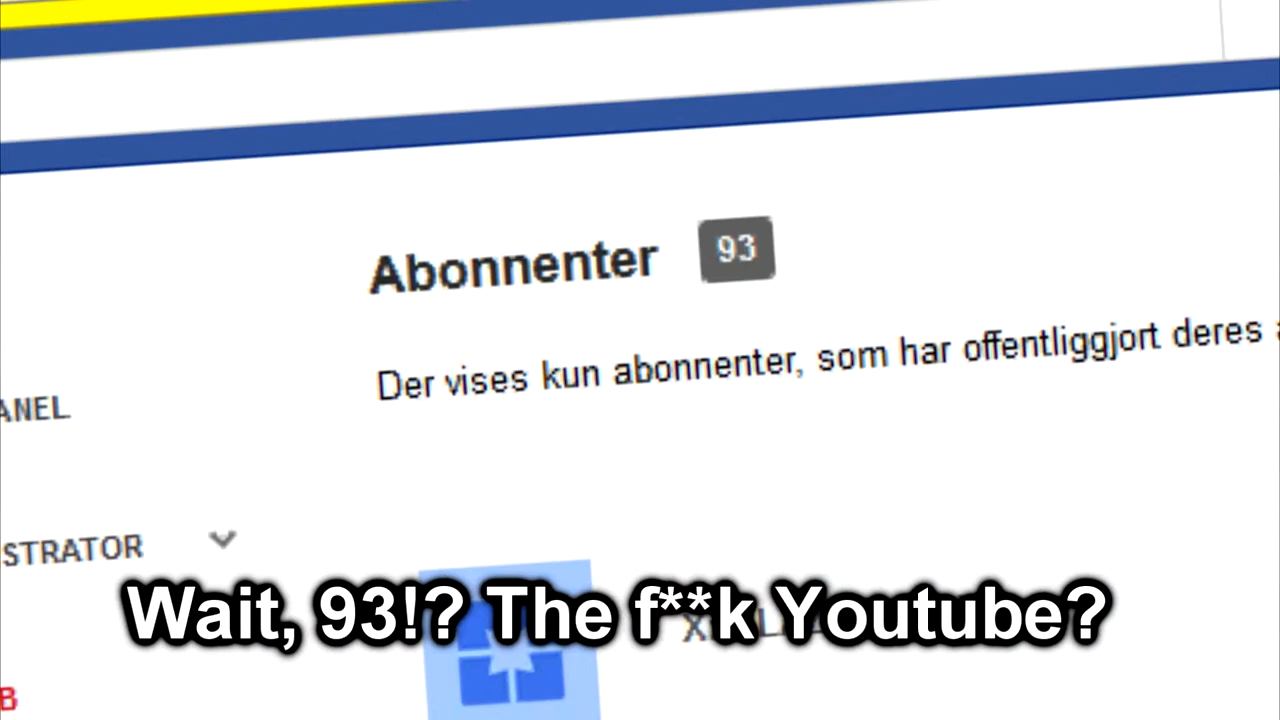 Abonnenter 93
Der vises kun abonnenter, som har offentliggjort deres
ANEL
STRATOR
Wait, 93!? The f**k Youtube?
B